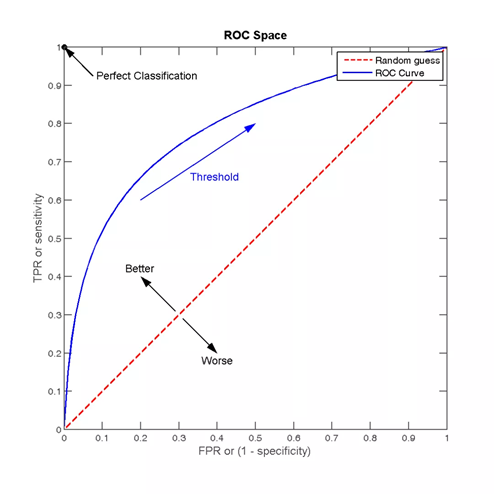 ROC Space
Perfect Classification
Random guess
ROC Curve
Threshold
Better
Worse
TPR or sensitivity
1
0.9
0.8
0.7
0.6
0.5
0.4
0.3
0.2
0.1
0
0 0.1 0.2 0.3 0.4 0.5 0.6 0.7 0.8 0.9 1
FPR or (1 - specificity)